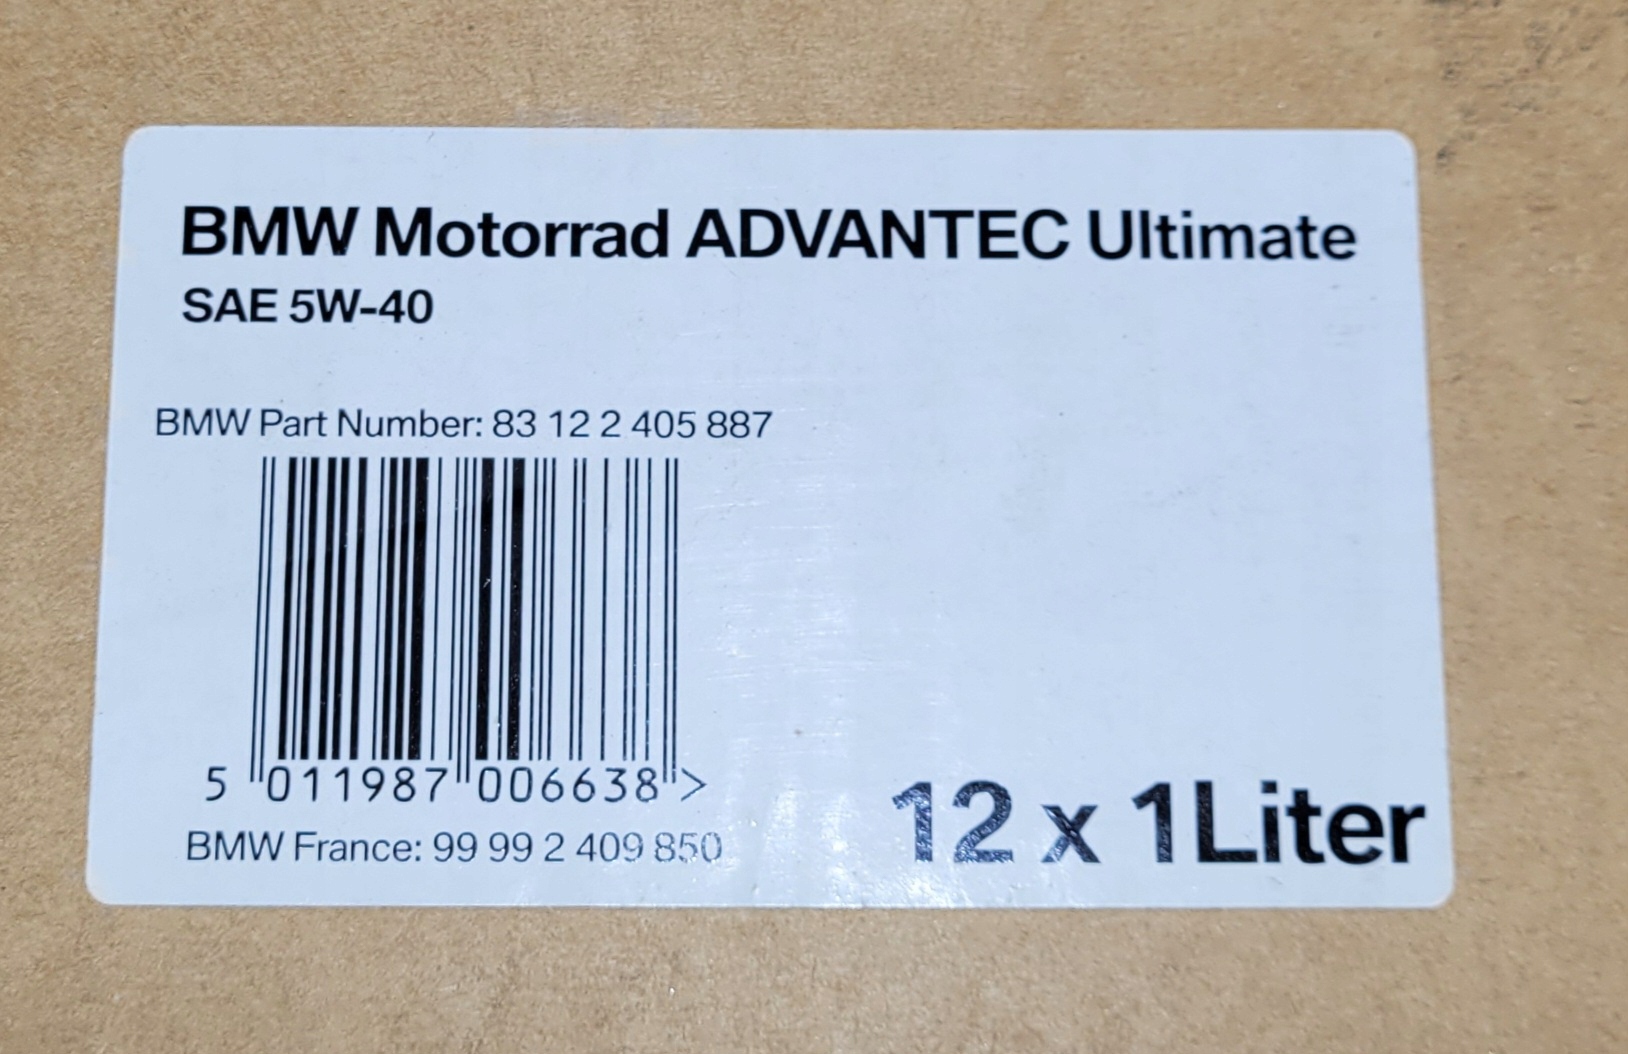 BMW Motorrad ADVANTEC Ultimate
SAE 5W-40
BMW Part Number: 83 12 2 405 887
5 011987 006638 >
BMW France: 99 99 2 409 850
12 x 1Liter